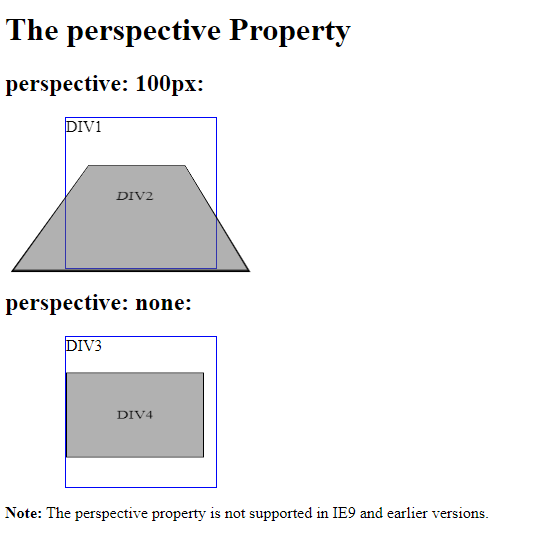 The perspective Property
perspective: 100px:
DIV1
DIV2
perspective: none:
DIV3
DIV4
Note: The perspective property is not supported in IE9 and earlier versions.